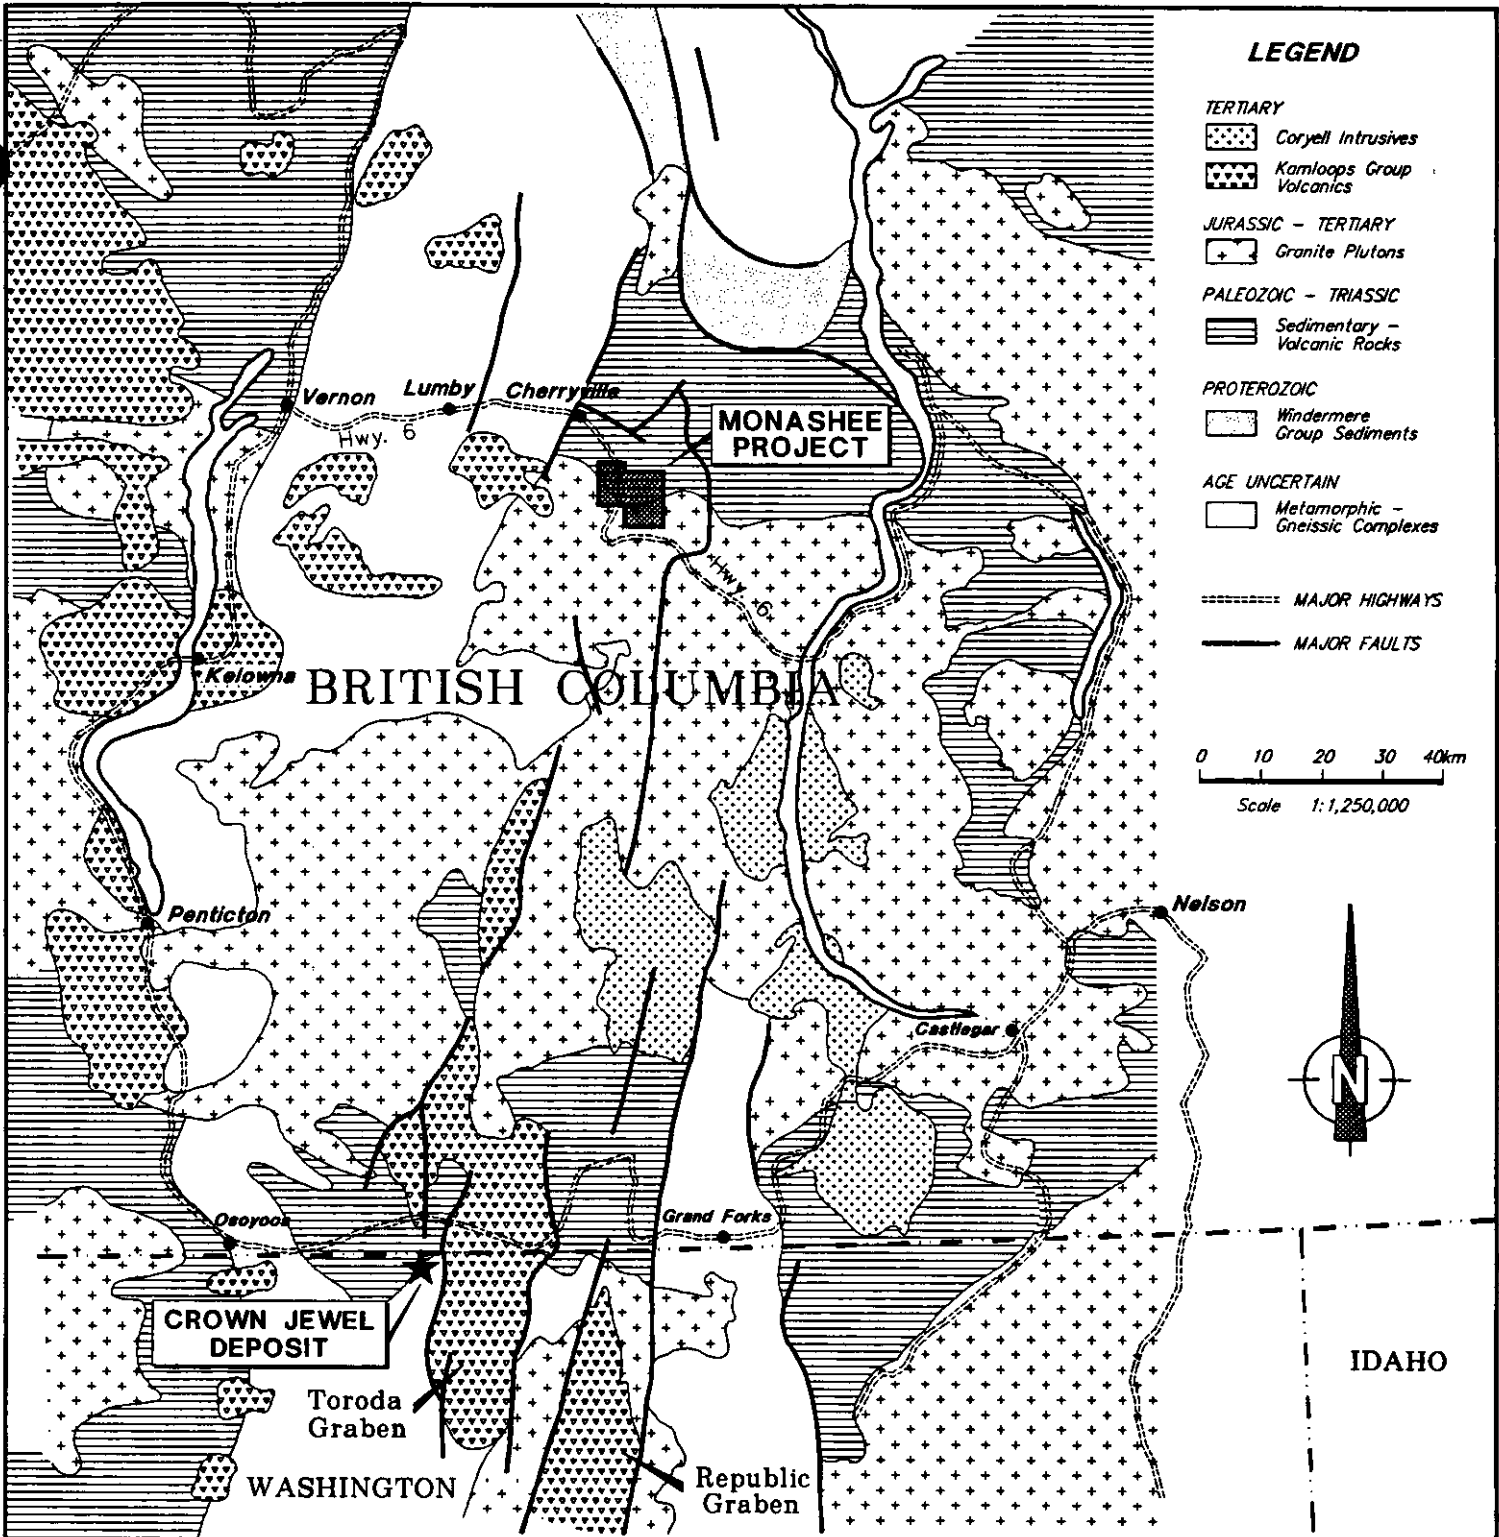 LEGEND
TERTIARY
Coryell Intrusives
Kamloops Group
Volcanics
JURASSIC - TERTIARY
Granite Plutons
PALEOZOIC - TRIASSIC
Sedimentary -
Volcanic Rocks
PROTEROZOIC
Windermere
Group Sediments
AGE UNCERTAIN
Metamorphic -
Gneissic Complexes
MAJOR HIGHWAYS
MAJOR FAULTS
0 10 20 30 40km
Scale 1:1,250,000
Vernon
Lumby
Cherryville
Hwy. 6
MONASHEE
PROJECT
Hwy. 6
Kelowna
BRITISH COLUMBIA
Penticton
Nelson
Castlegar
N
Osoyoos
Grand Forks
CROWN JEWEL
DEPOSIT
Toroda
Graben
WASHINGTON
Republic
Graben
IDAHO